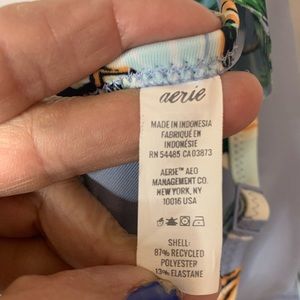 aerie
MADE IN INDONESIA
FABRIQUÉ EN
INDONÉSIE
RN 54485 CA 03873
AERIE™ AEO
MANAGEMENT CO.
NEW YORK, NY
10016 USA
SHELL:
87% RECYCLED
POLYESTER
13% ELASTANE